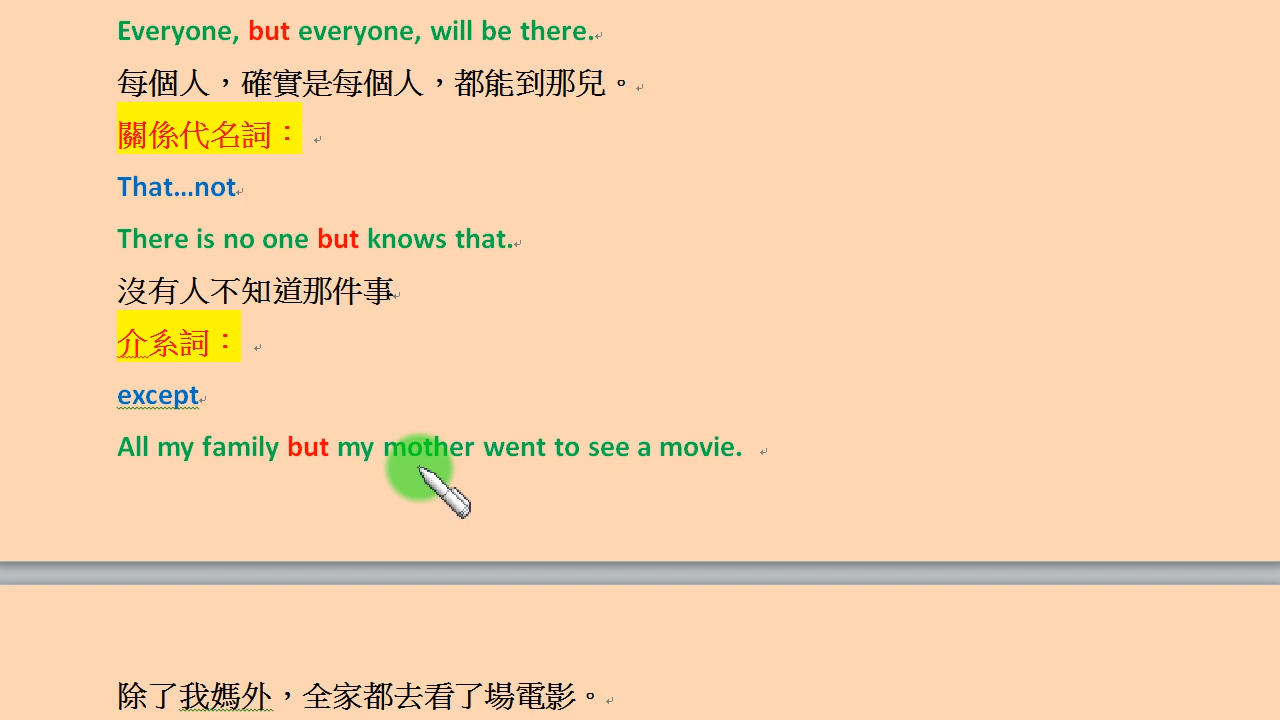 Everyone, but everyone, will be there.
每個人，確實是每個人，都能到那兒。
關係代名詞：
That...not
There is no one but knows that.
沒有人不知道那件事
介系詞：
except
All my family but my mother went to see a movie.
除了我媽外，全家都去看了場電影。